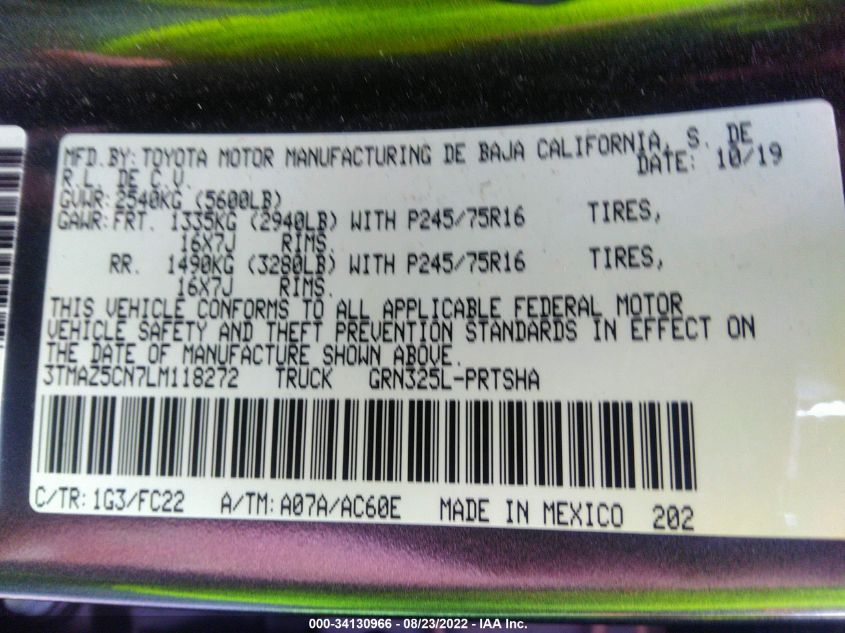 MFD. BY: TOYOTA MOTOR MANUFACTURING DE BAJA CALIFORNIA, S. DE
R.L. DE C.V. DATE: 10/19
GVWR: 2540KG (5600LB)
GAWR: FRT. 1335KG (2940LB) WITH P245/75R16 TIRES,
16X7J RIMS.
RR. 1490KG (3280LB) WITH P245/75R16 TIRES,
16X7J RIMS.
THIS VEHICLE CONFORMS TO ALL APPLICABLE FEDERAL MOTOR
VEHICLE SAFETY AND THEFT PREVENTION STANDARDS IN EFFECT ON
THE DATE OF MANUFACTURE SHOWN ABOVE.
3TMAZ5CN7LM118272 TRUCK GRN325L-PRTSHA
C/TR: 1G3/FC22 A/TM: A07A/AC60E MADE IN MEXICO 202
000-34130966 - 08/23/2022 - IAA Inc.